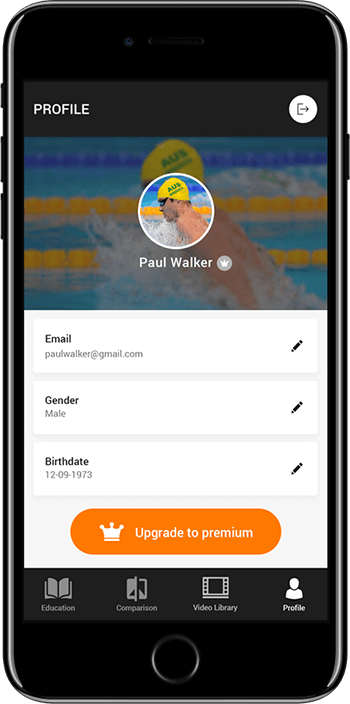 PROFILE
AUS
Paul Walker
Email
paulwalker@gmail.com
Gender
Male
Birthdate
12-09-1973
Upgrade to premium
Education
Comparison
Video Library
Profile